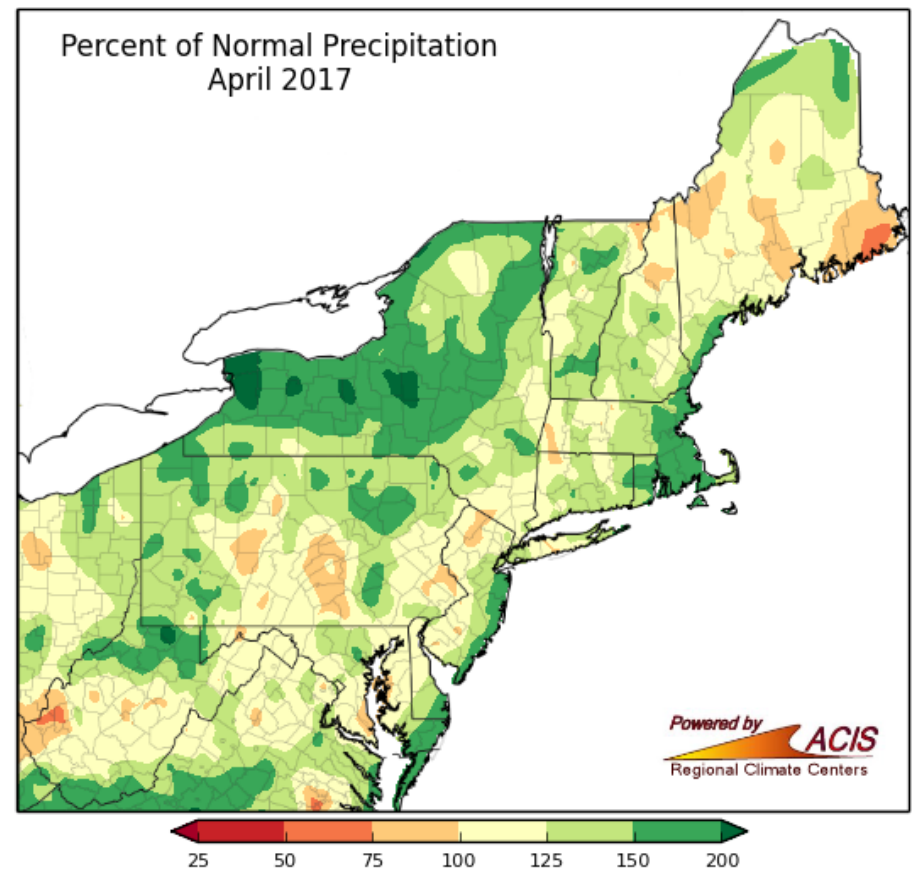 Percent of Normal Precipitation
April 2017
Powered by
ACIS
Regional Climate Centers
25 50 75 100 125 150 200